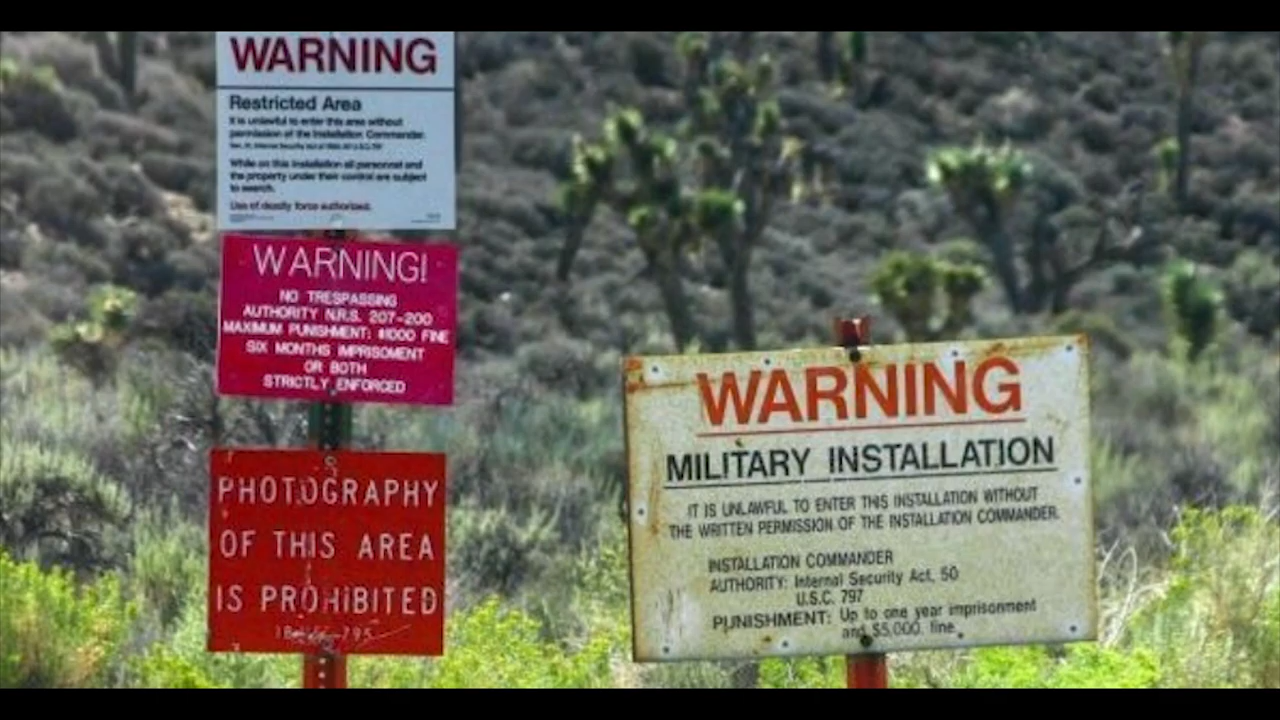 WARNING
Restricted Area
It is unlawful to enter this area without
permission of the Installation Commander.
While on this Installation all personnel and
the property under their control are subject
to search.
Use of deadly force authorized.
WARNING!
NO TRESPASSING
AUTHORITY N.R.S. 207-200
MAXIMUM PUNISHMENT: $1000 FINE
SIX MONTHS IMPRISOMENT
OR BOTH
STRICTLY ENFORCED
PHOTOGRAPHY
OF THIS AREA
IS PROHIBITED
795
WARNING
MILITARY INSTALLATION
IT IS UNLAWFUL TO ENTER THIS INSTALLATION WITHOUT
THE WRITTEN PERMISSION OF THE INSTALLATION COMMANDER.
INSTALLATION COMMANDER
AUTHORITY: Internal Security Act, 50
U.S.C. 797
PUNISHMENT: Up to one year imprisonment
and $5,000. fine.